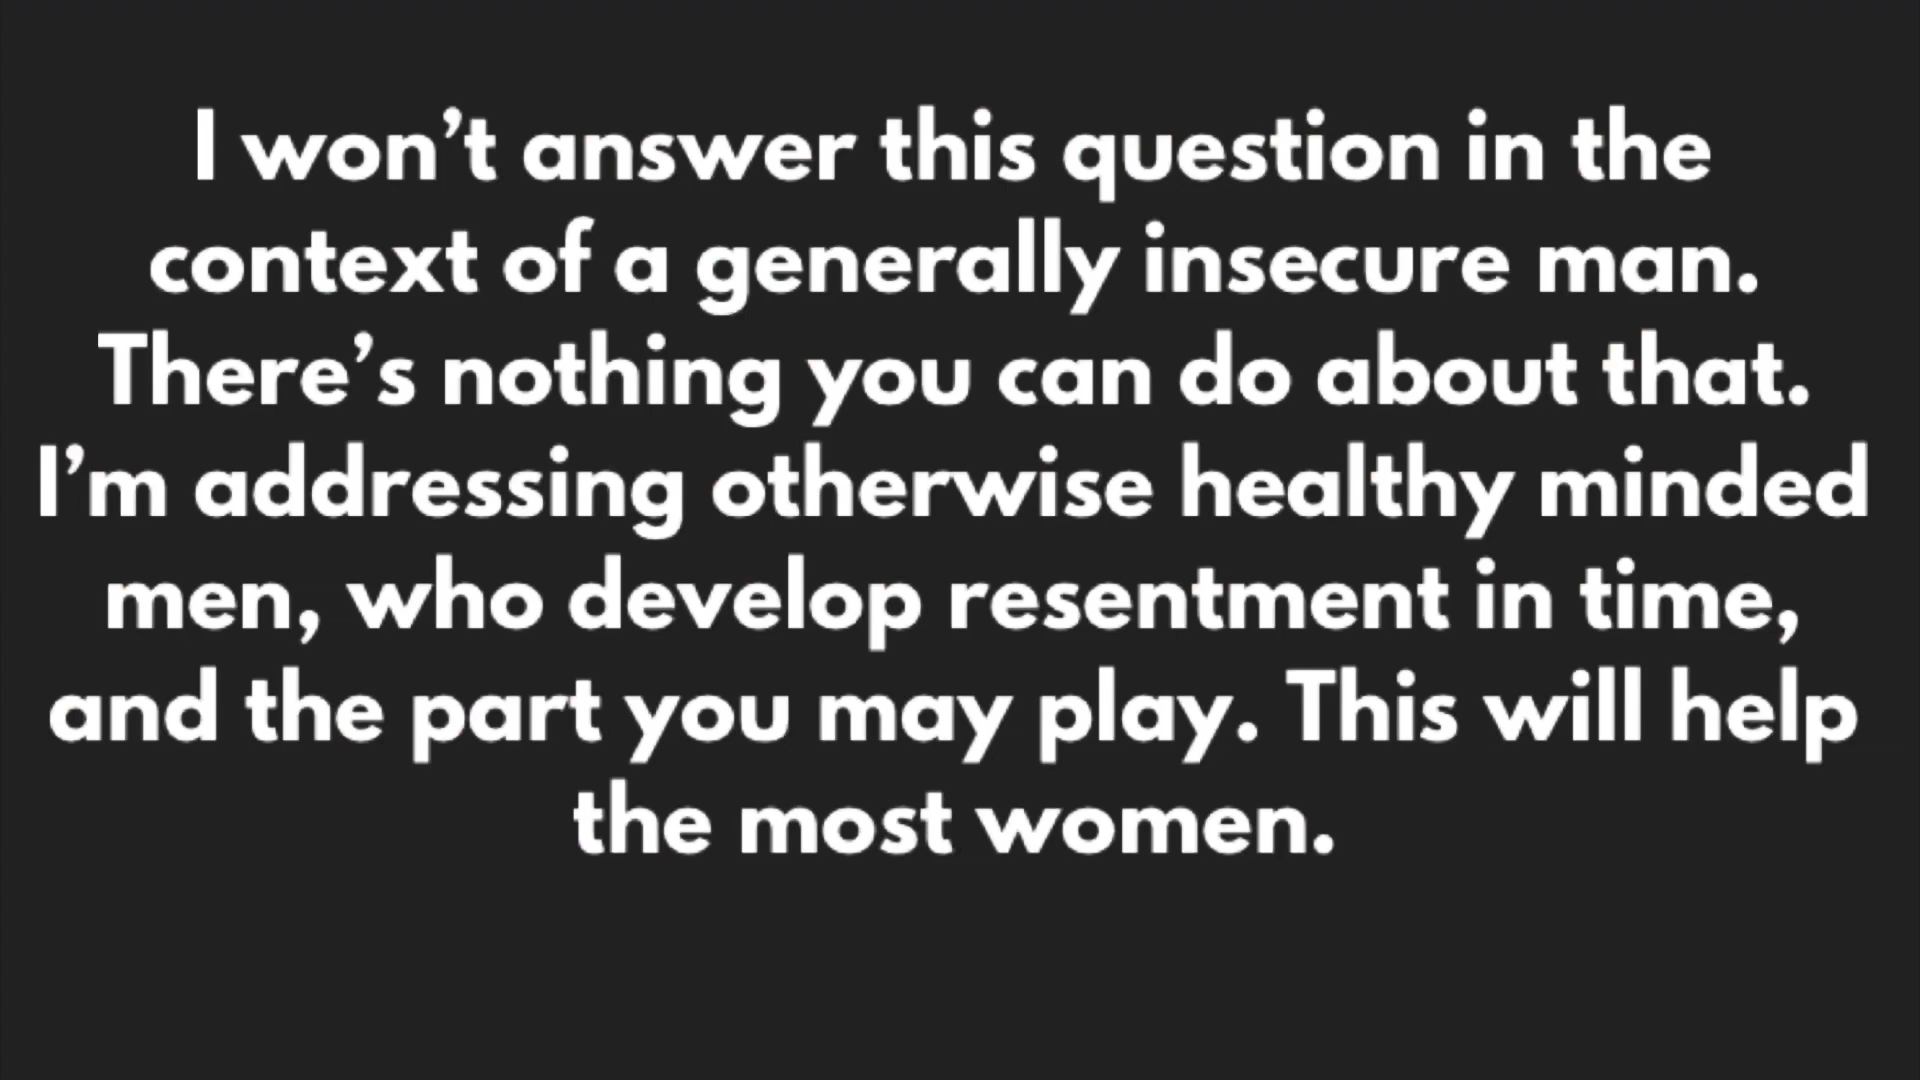 I won’t answer this question in the
context of a generally insecure man.
There’s nothing you can do about that.
I’m addressing otherwise healthy minded
men, who develop resentment in time,
and the part you may play. This will help
the most women.